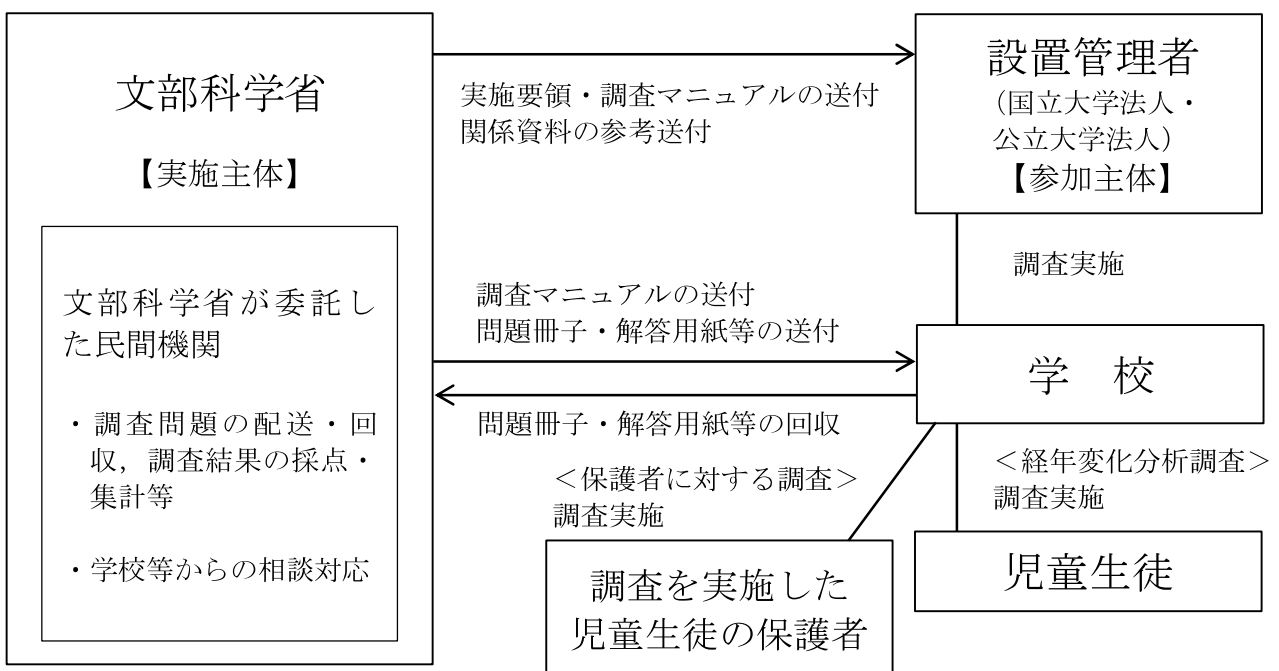 文部科学省
【実施主体】
文部科学省が委託し
た民間機関
・調査問題の配送・回
収，調査結果の採点・
集計等
・学校等からの相談対応
実施要領・調査マニュアルの送付
関係資料の参考送付
設置管理者
（国立大学法人・
公立大学法人）
【参加主体】
調査実施
調査マニュアルの送付
問題冊子・解答用紙等の送付
学　校
問題冊子・解答用紙等の回収
＜保護者に対する調査＞
調査実施
＜経年変化分析調査＞
調査実施
調査を実施した
児童生徒の保護者
児童生徒